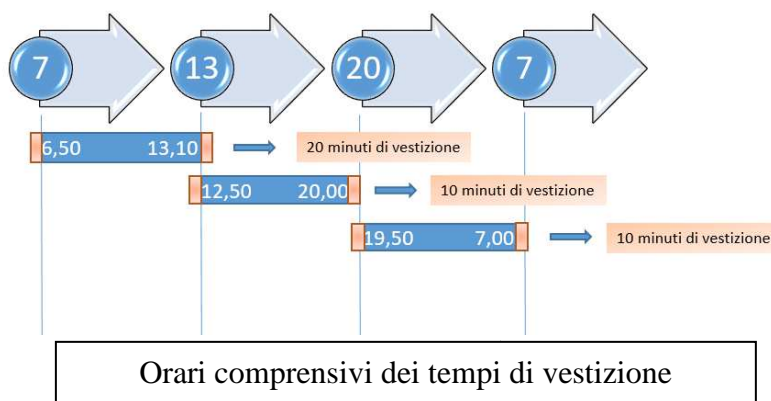 7 13 20 7
6,50 13,10 20 minuti di vestizione
12,50 20,00 10 minuti di vestizione
19,50 7,00 10 minuti di vestizione
Orari comprensivi dei tempi di vestizione